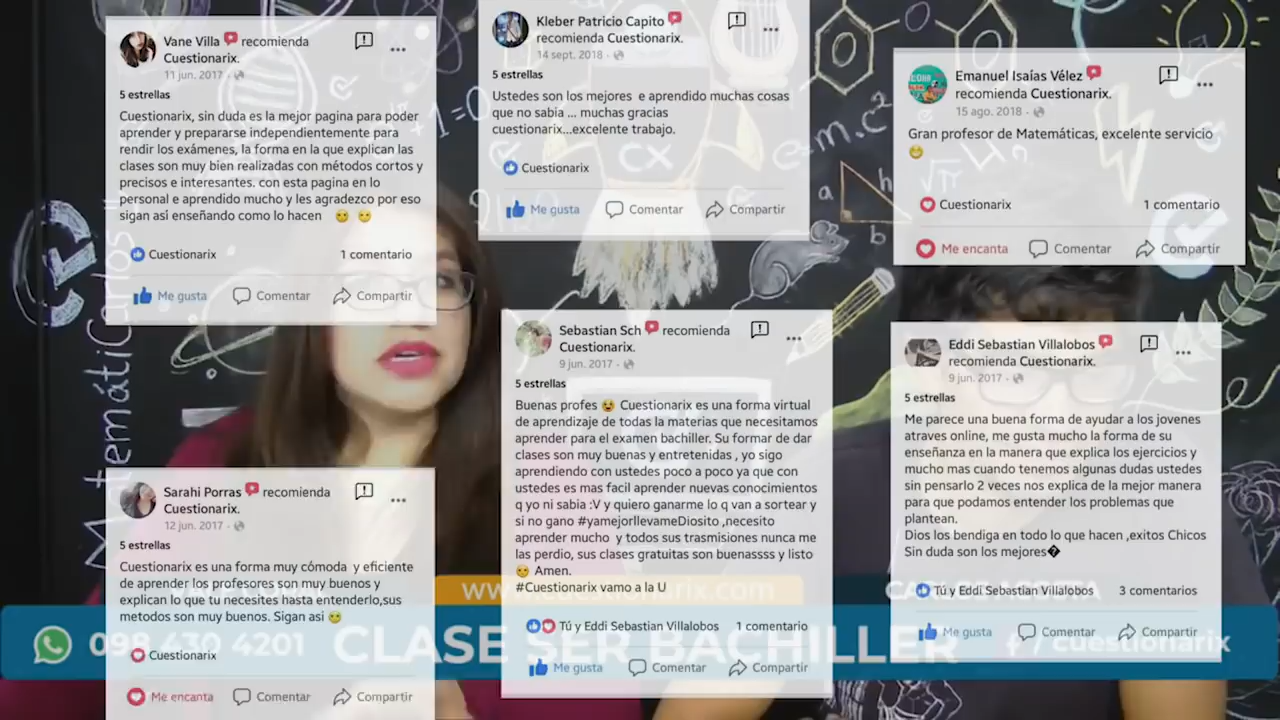 Vane Villa recomienda
Cuestionarix.
11 jun. 2017
5 estrellas
Cuestionarix, sin duda es la mejor pagina para poder
aprender y prepararse independientemente para
rendir los exámenes, la forma en la que explican las
clases son muy bien realizadas con métodos cortos y
precisos e interesantes. con esta pagina en lo
personal e aprendido mucho y les agradezco por eso
sigan asi enseñando como lo hacen
Cuestionarix
1 comentario
Me gusta
Comentar
Compartir
Kleber Patricio Capito
recomienda Cuestionarix.
14 sept. 2018
5 estrellas
Ustedes son los mejores e aprendido muchas cosas
que no sabia ... muchas gracias
cuestionarix...excelente trabajo.
Cuestionarix
Me gusta
Comentar
Compartir
Emanuel Isaías Vélez
recomienda Cuestionarix.
15 ago. 2018
Gran profesor de Matemáticas, excelente servicio
Cuestionarix
1 comentario
Me encanta
Comentar
Compartir
Sarahi Porras recomienda
Cuestionarix.
12 jun. 2017
5 estrellas
Cuestionarix es una forma muy cómoda y eficiente
de aprender los profesores son muy buenos y
explican lo que tu necesites hasta entenderlo,sus
metodos son muy buenos. Sigan asi
Cuestionarix
Me encanta
Comentar
Compartir
Sebastian Sch recomienda
Cuestionarix.
9 jun. 2017
5 estrellas
Buenas profes Cuestionarix es una forma virtual
de aprendizaje de todas la materias que necesitamos
aprender para el examen bachiller. Su formar de dar
clases son muy buenas y entretenidas , yo sigo
aprendiendo con ustedes poco a poco ya que con
ustedes es mas facil aprender nuevas conocimientos
q yo ni sabia :V y quiero ganarme lo q van a sortear y
si no gano #yamejorllevameDiosito ,necesito
aprender mucho y todos sus trasmisiones nunca me
las perdio, sus clases gratuitas son buenassss y listo
Amen.
#Cuestionarix vamo a la U
Tú y Eddi Sebastian Villalobos
1 comentario
Me gusta
Comentar
Compartir
Eddi Sebastian Villalobos
recomienda Cuestionarix.
9 jun. 2017
5 estrellas
Me parece una buena forma de ayudar a los jovenes
atraves online, me gusta mucho la forma de su
enseñanza en la manera que explica los ejercicios y
mucho mas cuando tenemos algunas dudas ustedes
sin pensarlo 2 veces nos explica de la mejor manera
para que podamos entender los problemas que
plantean.
Dios los bendiga en todo lo que hacen ,exitos Chicos
Sin duda son los mejores�
Tú y Eddi Sebastian Villalobos
3 comentarios
Me gusta
Comentar
Compartir
MatemátiCarlos
e=m.c²
a
h
b
CX
www.cuestionarix.com
098 430 4201
CLASE SER BACHILLER
/cuestionarix